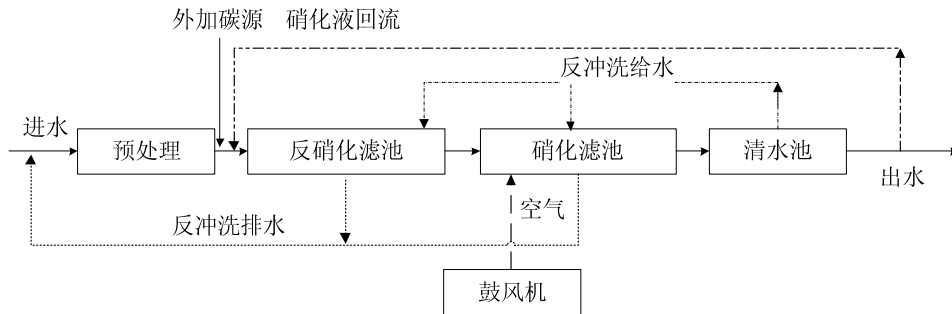 外加碳源 硝化液回流
反冲洗给水
进水
预处理
反硝化滤池
硝化滤池
清水池
出水
空气
反冲洗排水
鼓风机